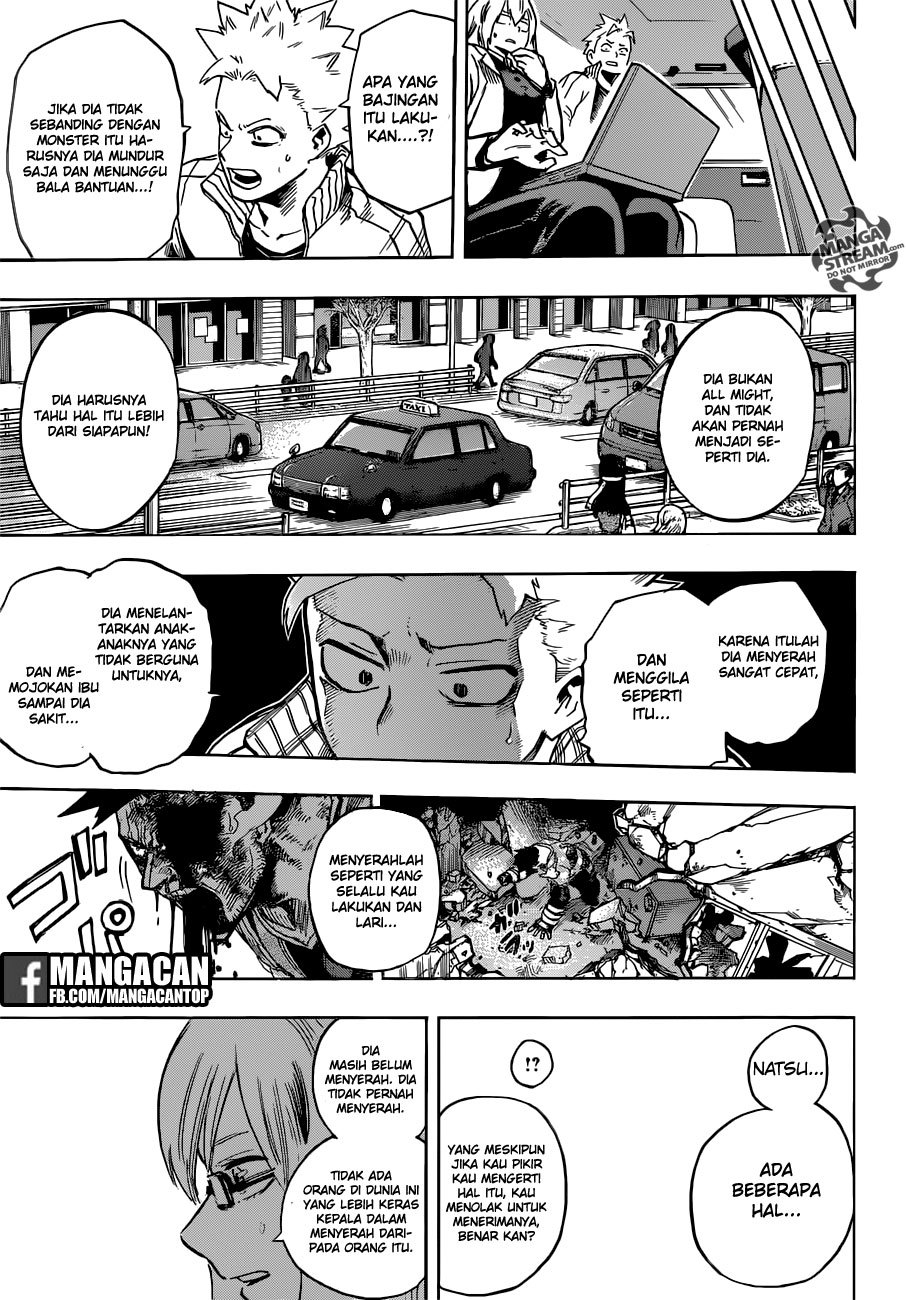 APA YANG
BAJINGAN
ITU LAKU-
KAN....?!
JIKA DIA TIDAK
SEBANDING DENGAN
MONSTER ITU HA-
RUSNYA DIA MUNDUR
SAJA DAN MENUNGGU
BALA BANTUAN...!
MANGA
STREAM.com
DO NOT MIRROR
DIA BUKAN
ALL MIGHT,
DAN TIDAK
AKAN PERNAH
MENJADI SE-
PERTI DIA.
TAXI
DIA HARUSNYA
TAHU HAL ITU LEBIH
DARI SIAPAPUN!
KARENA ITULAH
DIA MENYERAH
SANGAT CEPAT,
DAN
MENGGILA
SEPERTI
ITU...
DIA MENELAN-
TARKAN ANAK-
ANAKNYA YANG
TIDAK BERGUNA
UNTUKNYA,
DAN ME-
MOJOKAN IBU
SAMPAI DIA
SAKIT...
MENYERAHLAH
SEPERTI YANG
SELALU KAU
LAKUKAN DAN
LARI...
f MANGACAN
FB.COM/MANGACANTOP
NATSU...
ADA
BEBERAPA
HAL...
!?
YANG MESKIPUN
JIKA KAU PIKIR
KAU MENGERTI
HAL ITU, KAU
MENOLAK UNTUK
MENERIMANYA,
BENAR KAN?
DIA
MASIH BELUM
MENYERAH. DIA
TIDAK PERNAH
MENYERAH.
TIDAK ADA
ORANG DI DUNIA INI
YANG LEBIH KERAS
KEPALA DALAM
MENYERAH DARI-
PADA ORANG ITU.